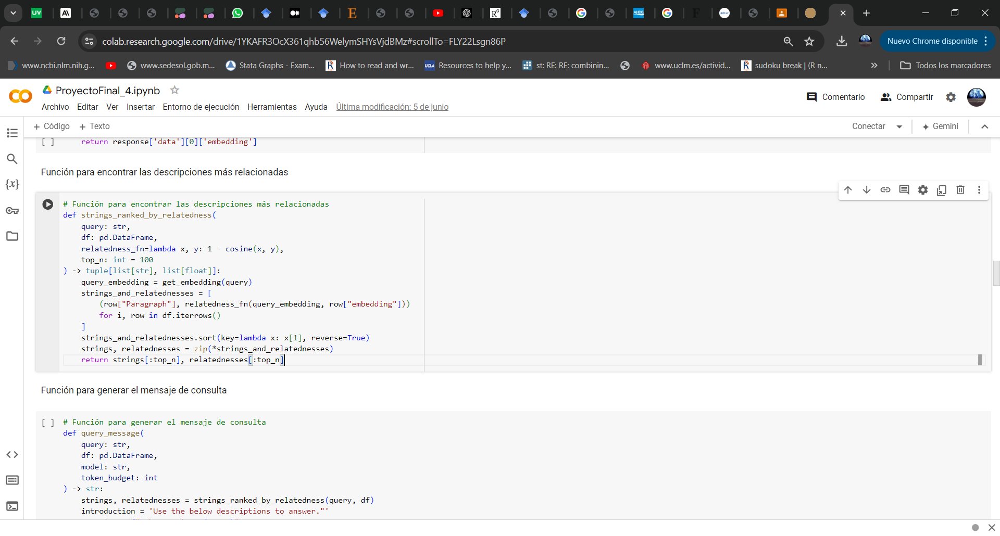 colab.research.google.com/drive/1YKAFR3OcX361qhb56WelymSHYsVjdBMz#scrollTo=FLY22Lsgn86P
Nuevo Chrome disponible
www.ncbi.nlm.nih.g...
www.sedesol.gob.m...
Stata Graphs - Exam...
How to read and wr...
Resources to help y...
st: RE: RE: combinin...
www.uclm.es/activid...
sudoku break | (R n...
Todos los marcadores
ProyectoFinal_4.ipynb
Comentario
Compartir
Archivo Editar Ver Insertar Entorno de ejecución Herramientas Ayuda Última modificación: 5 de junio
+ Código + Texto
Conectar
Gemini
[ ] return response['data'][0]['embedding']
Función para encontrar las descripciones más relacionadas
# Función para encontrar las descripciones más relacionadas
def strings_ranked_by_relatedness(
    query: str,
    df: pd.DataFrame,
    relatedness_fn=lambda x, y: 1 - cosine(x, y),
    top_n: int = 100
) -> tuple[list[str], list[float]]:
    query_embedding = get_embedding(query)
    strings_and_relatednesses = [
        (row["Paragraph"], relatedness_fn(query_embedding, row["embedding"]))
        for i, row in df.iterrows()
    ]
    strings_and_relatednesses.sort(key=lambda x: x[1], reverse=True)
    strings, relatednesses = zip(*strings_and_relatednesses)
    return strings[:top_n], relatednesses[:top_n]
Función para generar el mensaje de consulta
[ ] # Función para generar el mensaje de consulta
def query_message(
    query: str,
    df: pd.DataFrame,
    model: str,
    token_budget: int
) -> str:
    strings, relatednesses = strings_ranked_by_relatedness(query, df)
    introduction = 'Use the below descriptions to answer."'